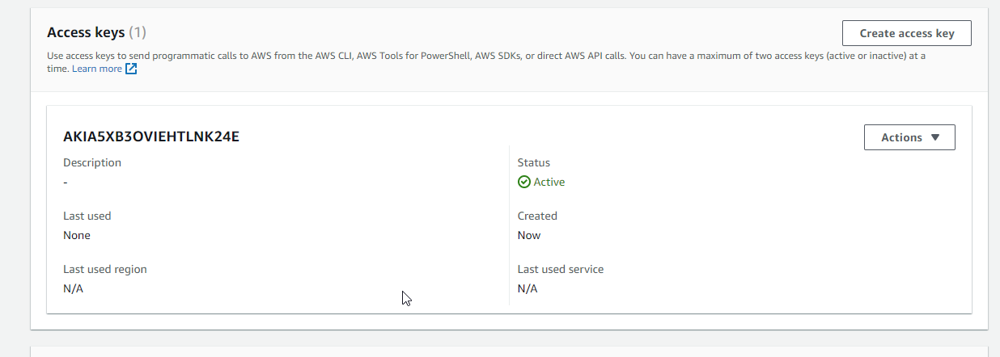 Access keys (1)
Create access key
Use access keys to send programmatic calls to AWS from the AWS CLI, AWS Tools for PowerShell, AWS SDKs, or direct AWS API calls. You can have a maximum of two access keys (active or inactive) at a
time. Learn more
AKIA5XB3OVIEHTLNK24E
Actions
Description
-
Status
Active
Last used
None
Created
Now
Last used region
N/A
Last used service
N/A